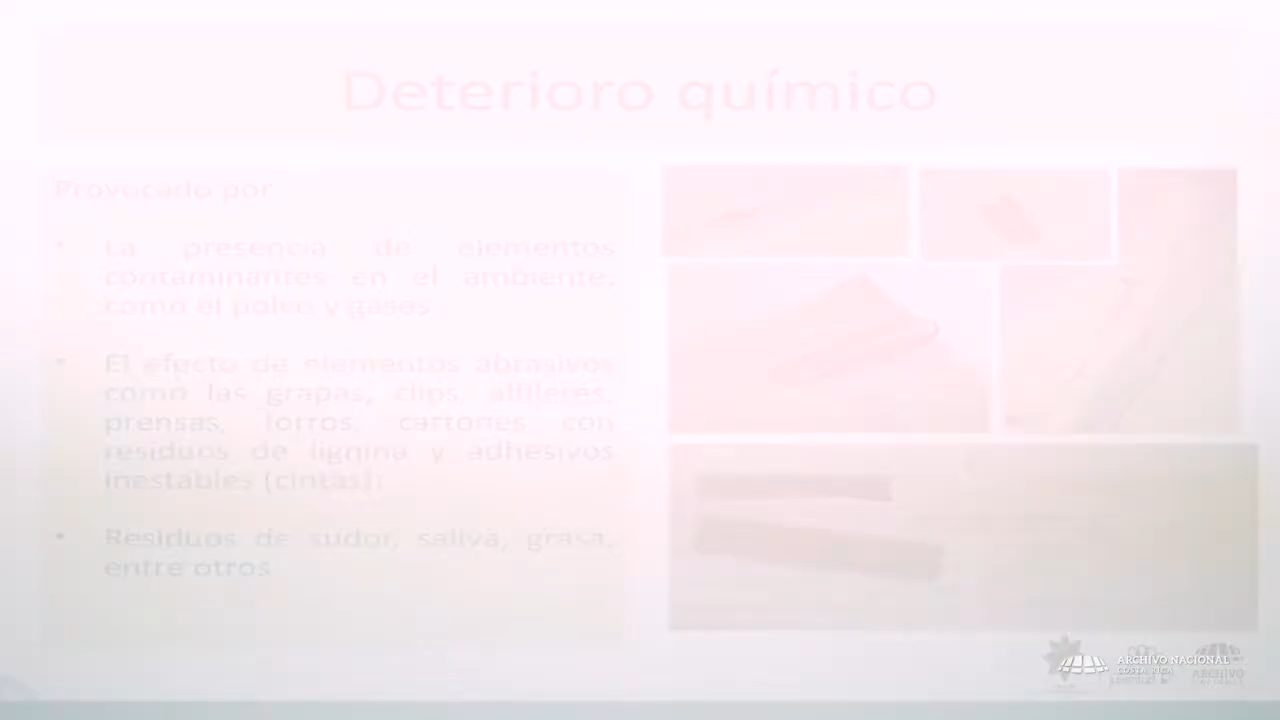 Deterioro químico
Provocado por
• La presencia de elementos
contaminantes en el ambiente,
como el polvo y gases
• El efecto de elementos abrasivos
como las grapas, clips, alfileres,
prensas, forros, cartones con
residuos de lignina y adhesivos
inestables (cintas)
• Residuos de sudor, saliva, grasa,
entre otros
ARCHIVO NACIONAL
COSTA RICA
ARCHIVO